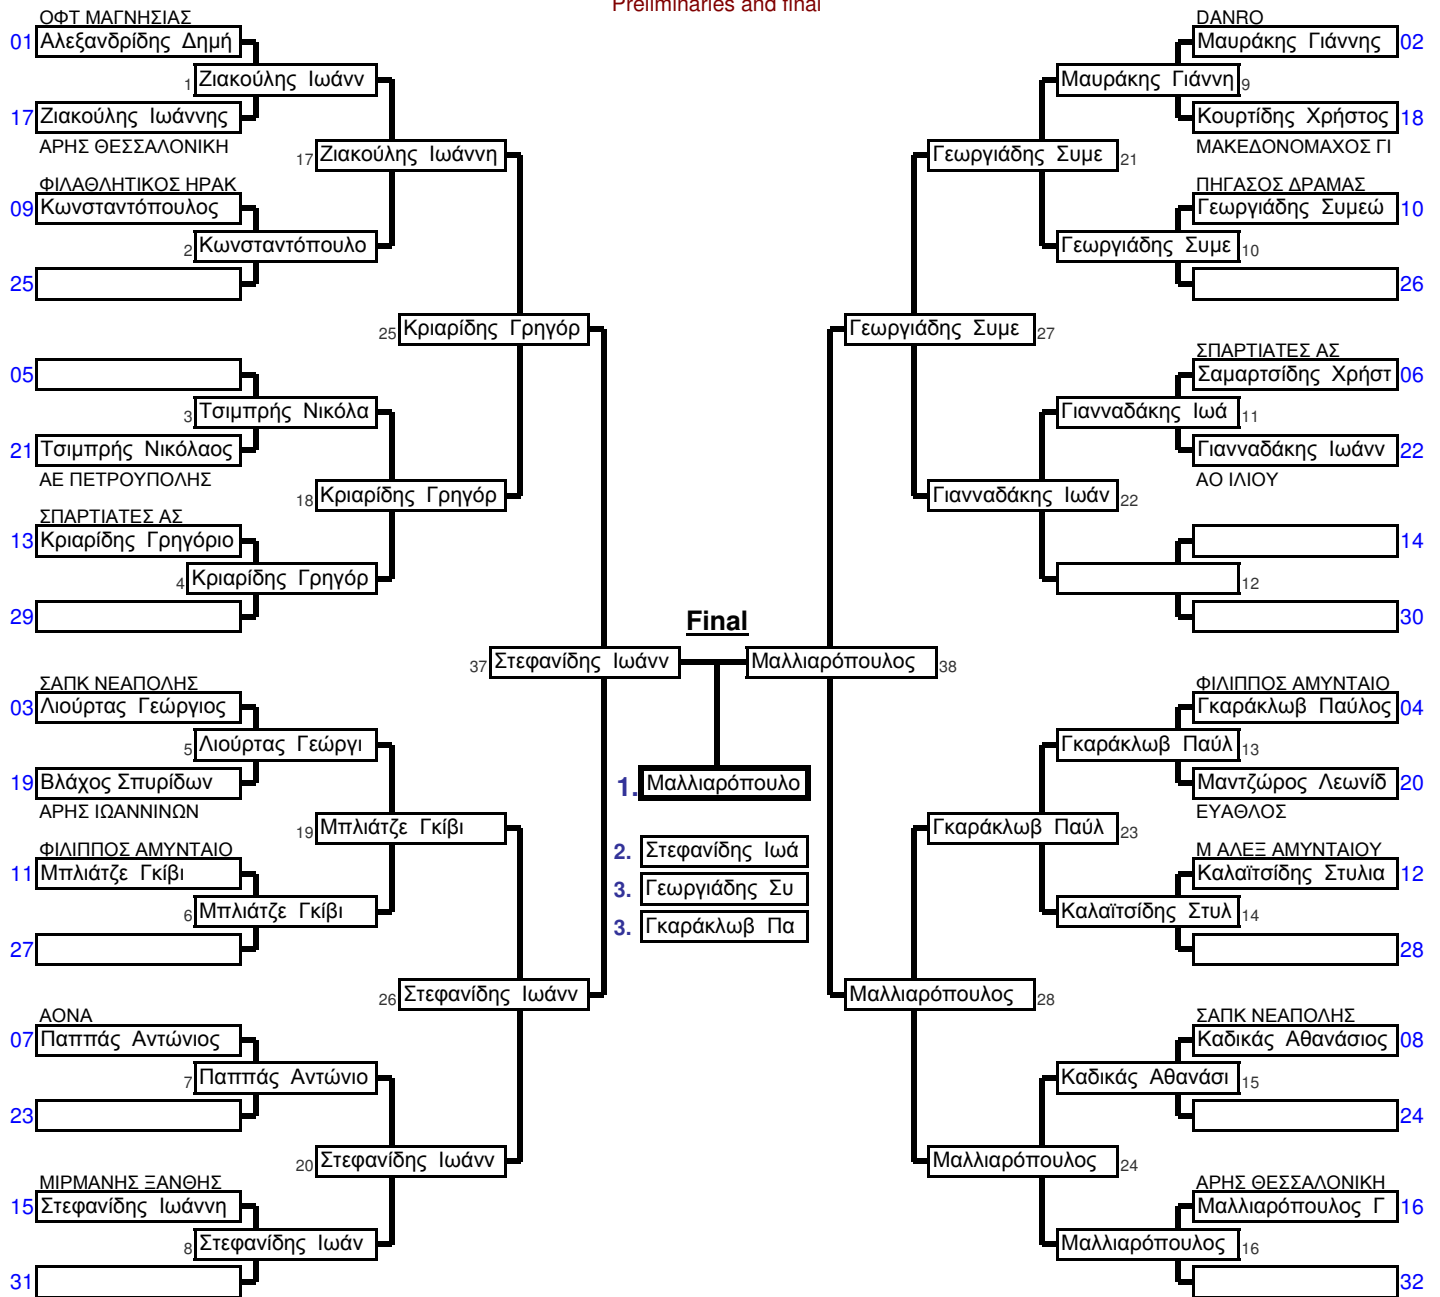 Preliminaries and final
ΟΦΤ ΜΑΓΝΗΣΙΑΣ
01 Αλεξανδρίδης Δημή
1 Ζιακούλης Ιωάνν
17 Ζιακούλης Ιωάννης
ΑΡΗΣ ΘΕΣΣΑΛΟΝΙΚΗ
17 Ζιακούλης Ιωάννη
ΦΙΛΑΘΛΗΤΙΚΟΣ ΗΡΑΚ
09 Κωνσταντόπουλος
2 Κωνσταντόπουλο
25
25 Κριαρίδης Γρηγόρ
05
3 Τσιμπρής Νικόλα
21 Τσιμπρής Νικόλαος
ΑΕ ΠΕΤΡΟΥΠΟΛΗΣ
18 Κριαρίδης Γρηγόρ
ΣΠΑΡΤΙΑΤΕΣ ΑΣ
13 Κριαρίδης Γρηγόριο
4 Κριαρίδης Γρηγόρ
29
37 Στεφανίδης Ιωάνν
ΣΑΠΚ ΝΕΑΠΟΛΗΣ
03 Λιούρτας Γεώργιος
5 Λιούρτας Γεώργι
19 Βλάχος Σπυρίδων
ΑΡΗΣ ΙΩΑΝΝΙΝΩΝ
19 Μπλιάτζε Γκίβι
ΦΙΛΙΠΠΟΣ ΑΜΥΝΤΑΙΟ
11 Μπλιάτζε Γκίβι
6 Μπλιάτζε Γκίβι
27
26 Στεφανίδης Ιωάνν
ΑΟΝΑ
07 Παππάς Αντώνιος
7 Παππάς Αντώνιο
23
20 Στεφανίδης Ιωάνν
ΜΙΡΜΑΝΗΣ ΞΑΝΘΗΣ
15 Στεφανίδης Ιωάννη
8 Στεφανίδης Ιωάν
31
Final
1. Μαλλιαρόπουλο
2. Στεφανίδης Ιωά
3. Γεωργιάδης Συ
3. Γκαράκλωβ Πα
DANRO
Μαυράκης Γιάννης 02
Μαυράκης Γιάννη 9
Κουρτίδης Χρήστος 18
ΜΑΚΕΔΟΝΟΜΑΧΟΣ ΓΙ
Γεωργιάδης Συμε 21
ΠΗΓΑΣΟΣ ΔΡΑΜΑΣ
Γεωργιάδης Συμεώ 10
Γεωργιάδης Συμε 10
26
Γεωργιάδης Συμε 27
ΣΠΑΡΤΙΑΤΕΣ ΑΣ
Σαμαρτσίδης Χρήστ 06
Γιανναδάκης Ιωά 11
Γιανναδάκης Ιωάνν 22
ΑΟ ΙΛΙΟΥ
Γιανναδάκης Ιωάν 22
14
12
30
Μαλλιαρόπουλος 38
ΦΙΛΙΠΠΟΣ ΑΜΥΝΤΑΙΟ
Γκαράκλωβ Παύλος 04
Γκαράκλωβ Παύλ 13
Μαντζώρος Λεωνίδ 20
ΕΥΑΘΛΟΣ
Γκαράκλωβ Παύλ 23
Μ ΑΛΕΞ ΑΜΥΝΤΑΙΟΥ
Καλαϊτσίδης Στυλια 12
Καλαϊτσίδης Στυλ 14
28
Μαλλιαρόπουλος 28
ΣΑΠΚ ΝΕΑΠΟΛΗΣ
Καδικάς Αθανάσιος 08
Καδικάς Αθανάσι 15
24
Μαλλιαρόπουλος 24
ΑΡΗΣ ΘΕΣΣΑΛΟΝΙΚΗ
Μαλλιαρόπουλος Γ 16
Μαλλιαρόπουλος 16
32